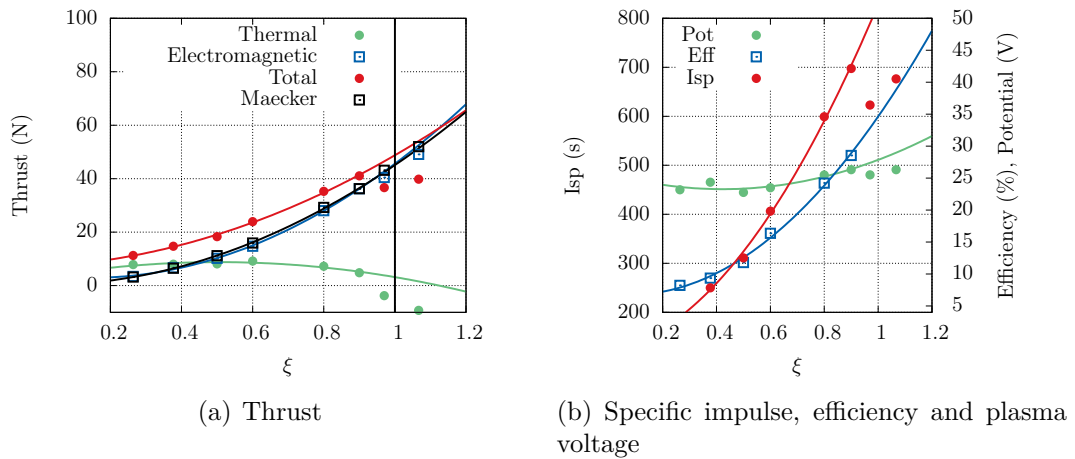 100
80
60
40
20
0
0.2 0.4 0.6 0.8 1 1.2
Thrust (N)
ξ
Thermal
Electromagnetic
Total
Maecker
(a) Thrust
800
700
600
500
400
300
200
0.2 0.4 0.6 0.8 1 1.2
Isp (s)
ξ
Pot
Eff
Isp
50
45
40
35
30
25
20
15
10
5
Efficiency (%), Potential (V)
(b) Specific impulse, efficiency and plasma
voltage